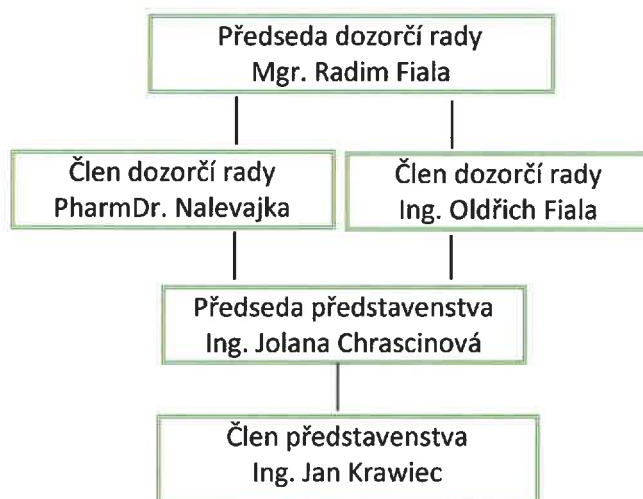 Předseda dozorčí rady
Mgr. Radim Fiala
Člen dozorčí rady
PharmDr. Nalevajka
Člen dozorčí rady
Ing. Oldřich Fiala
Předseda představenstva
Ing. Jolana Chrascinová
Člen představenstva
Ing. Jan Krawiec